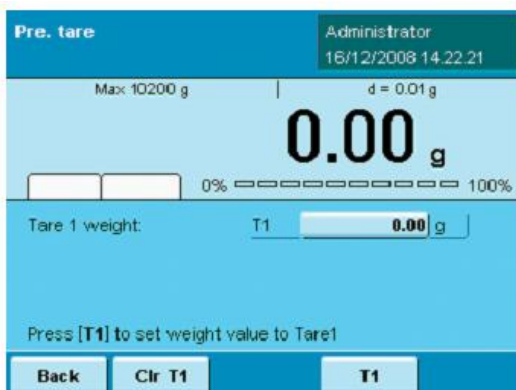 Pre. tare
Administrator
16/12/2008 14.22.21
Max 10200 g
d = 0.01 g
0.00 g
0% 100%
Tare 1 weight: T1 0.00 g
Press [T1] to set weight value to Tare1
Back Clr T1 T1